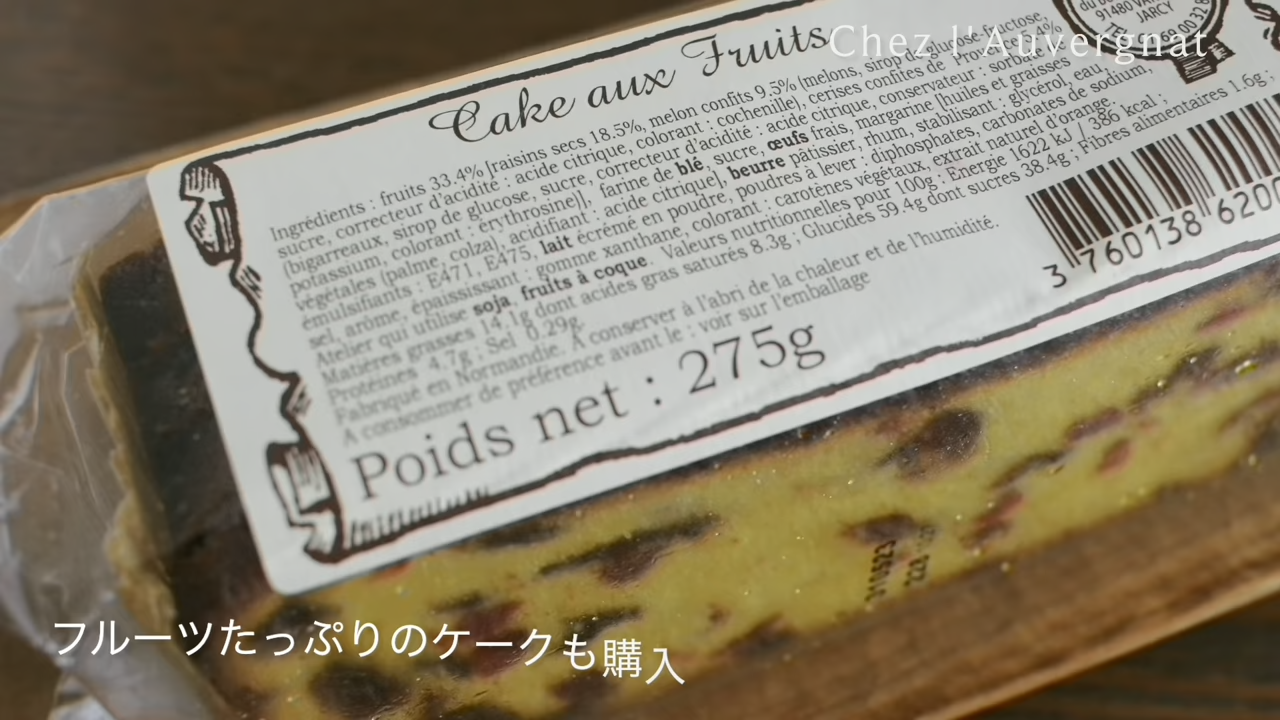 Chez l'Auvergnat
du
91480 VAR
JARCY
Cake aux Fruits
Ingrédients : fruits 33.4% [raisins secs 18.5%, melon confits 9.5% (melons, sirop de glucose-fructose,
sucre, correcteur d'acidité : acide citrique, colorant : cochenille), cerises confites de
(bigarreaux, sirop de glucose, sucre, correcteur d'acidité : acide citrique, conservateur : sorbate
potassium, colorant : érythrosine)], farine de blé, sucre, œufs frais, margarine [huiles et graisses
végétales (palme, colza), acidifiant : acide citrique], beurre pâtissier, rhum, stabilisant : glycérol, eau,
émulsifiants : E471, E475, lait écrémé en poudre, poudres à lever : diphosphates, carbonates de sodium,
sel, arôme, épaississant : gomme xanthane, colorant : carotènes végétaux, extrait naturel d'orange.
Atelier qui utilise soja, fruits à coque. Valeurs nutritionnelles pour 100g : Energie 1622 kJ / 386 kcal ;
Matières grasses 14.1g dont acides gras saturés 8.3g ; Glucides 59.4g dont sucres 38.4g ; Fibres alimentaires 1.6g ;
Protéines 4.7g ; Sel 0.29g.
Fabriqué en Normandie. A conserver à l'abri de la chaleur et de l'humidité.
A consommer de préférence avant le : voir sur l'emballage
Poids net : 275g
3 760138 620
フルーツたっぷりのケークも購入